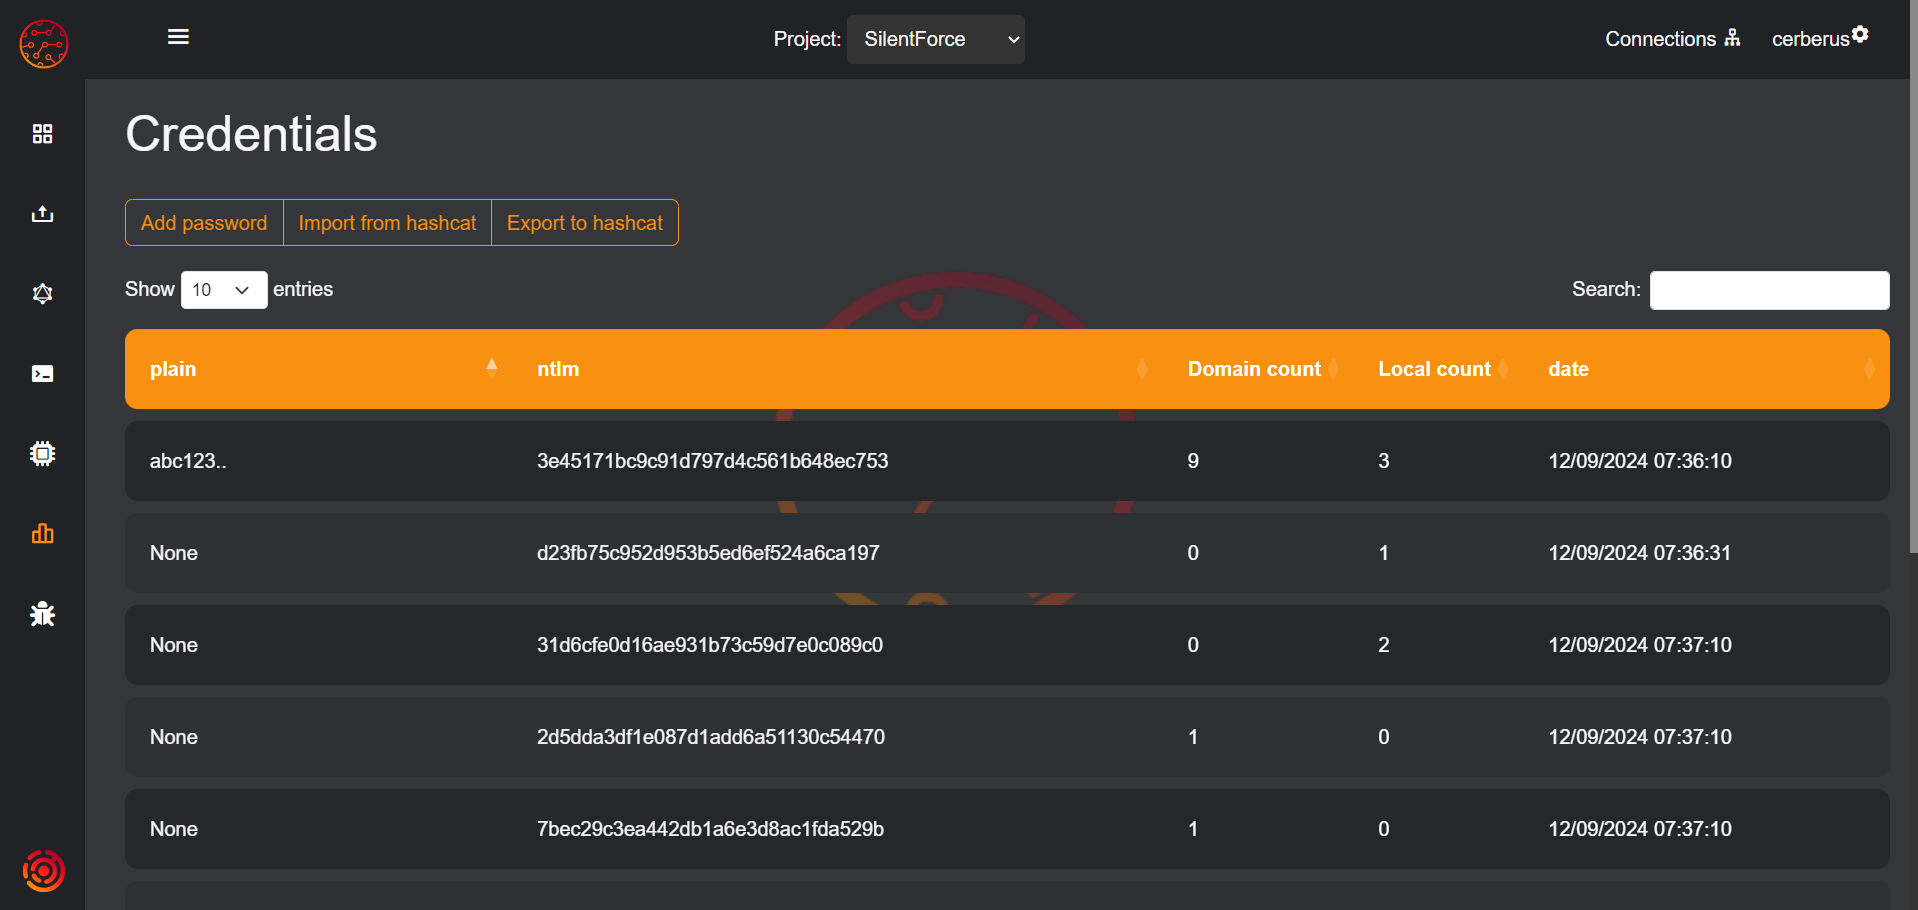 Project: SilentForce Connections cerberus
Credentials
Add password Import from hashcat Export to hashcat
Show 10 entries Search:
plain ntlm Domain count Local count date
abc123.. 3e45171bc9c91d797d4c561b648ec753 9 3 12/09/2024 07:36:10
None d23fb75c952d953b5ed6ef524a6ca197 0 1 12/09/2024 07:36:31
None 31d6cfe0d16ae931b73c59d7e0c089c0 0 2 12/09/2024 07:37:10
None 2d5dda3df1e087d1add6a51130c54470 1 0 12/09/2024 07:37:10
None 7bec29c3ea442db1a6e3d8ac1fda529b 1 0 12/09/2024 07:37:10